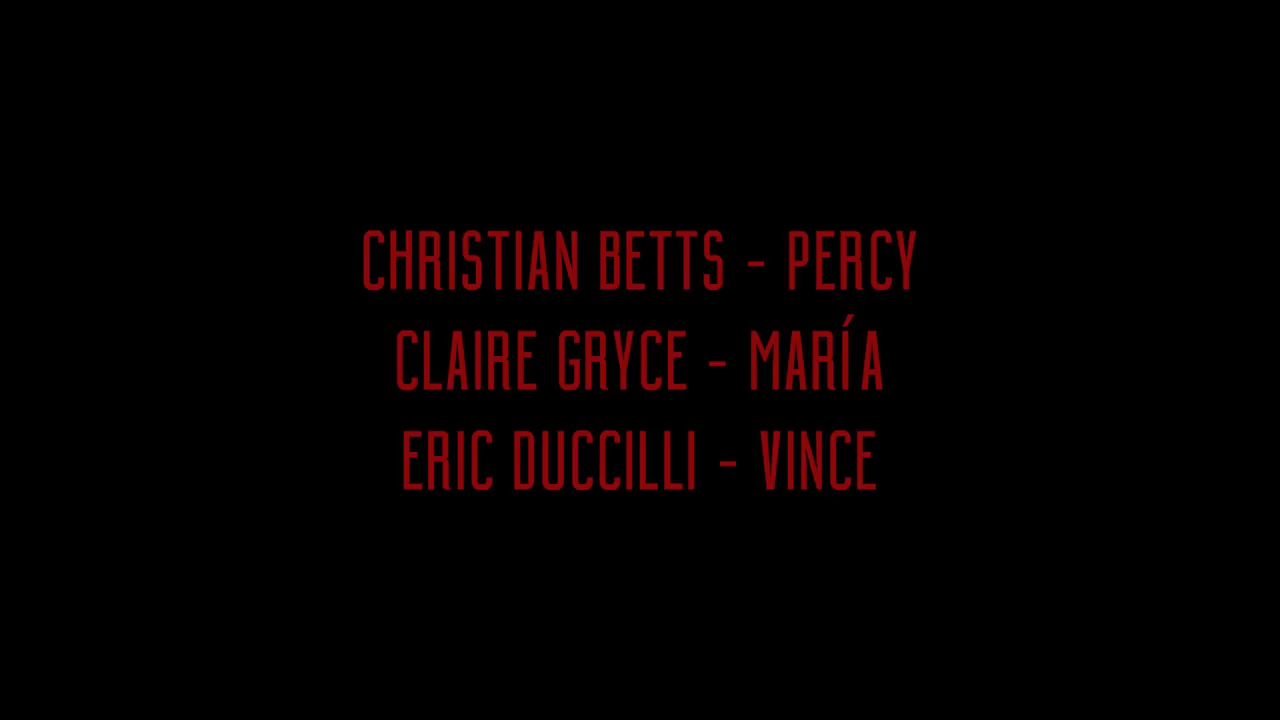 CHRISTIAN BETTS - PERCY
CLAIRE GRYCE - MARÍA
ERIC DUCCILLI - VINCE